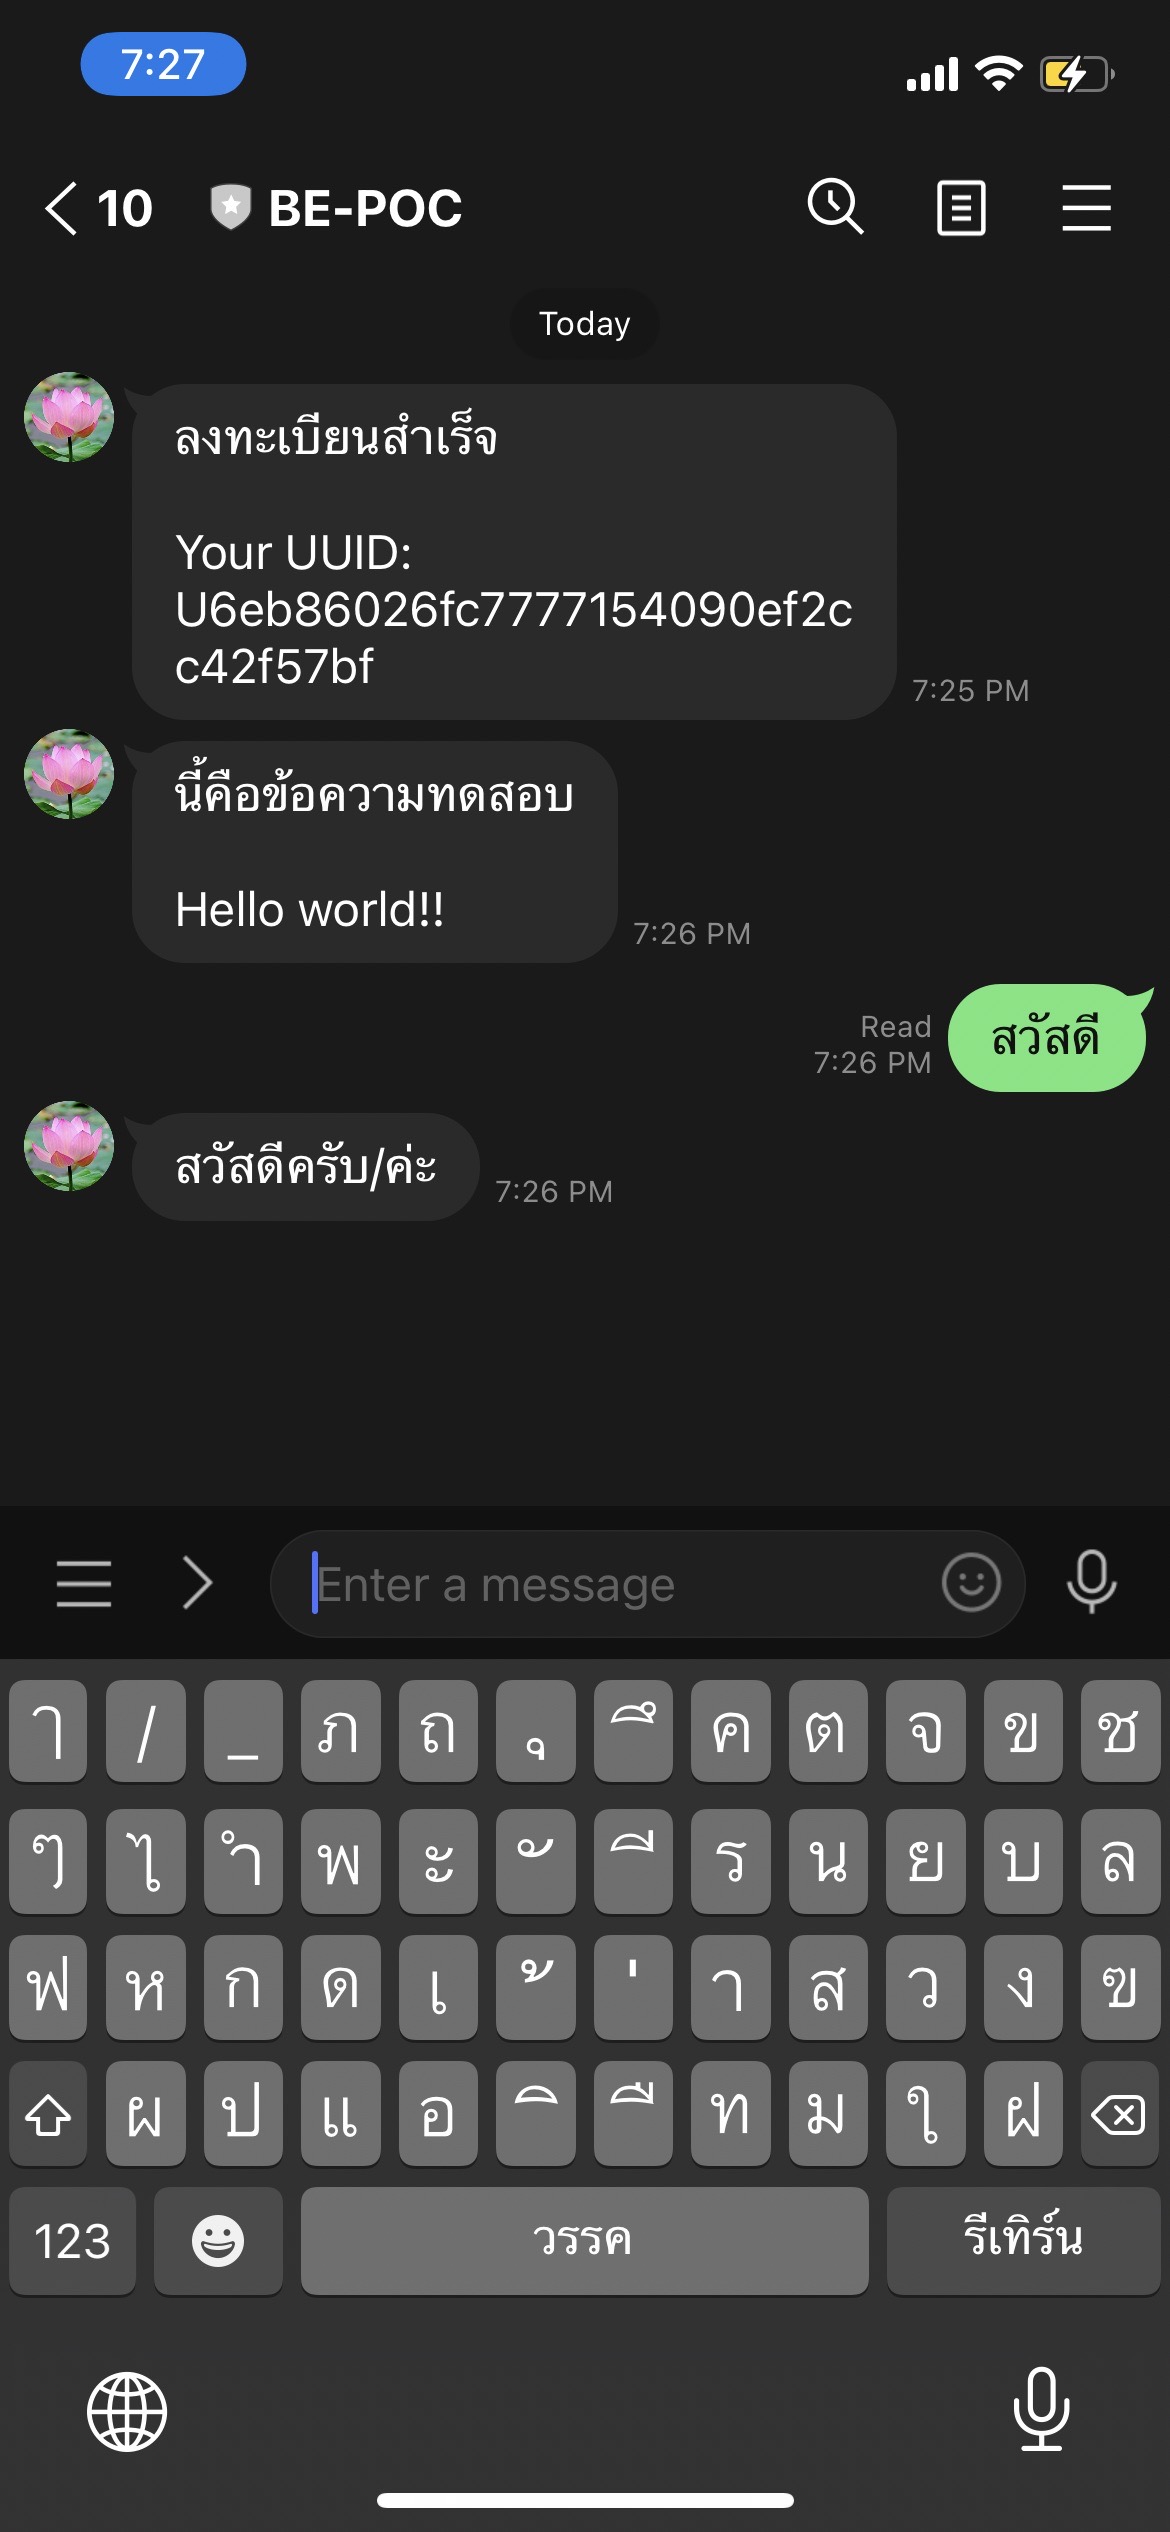 7:27
10 BE-POC
Today
ลงทะเบียนสำเร็จ
Your UUID:
U6eb86026fc7777154090ef2c
c42f57bf
7:25 PM
นี้คือข้อความทดสอบ
Hello world!!
7:26 PM
Read
7:26 PM
สวัสดี
สวัสดีครับ/ค่ะ
7:26 PM
Enter a message
ๅ / _ ภ ถ ุ ึ ค ต จ ข ช
ๆ ไ ำ พ ะ ั ี ร น ย บ ล
ฟ ห ก ด เ ้ ่ า ส ว ง ฃ
ผ ป แ อ ิ ื ท ม ใ ฝ
123 วรรค รีเทิร์น